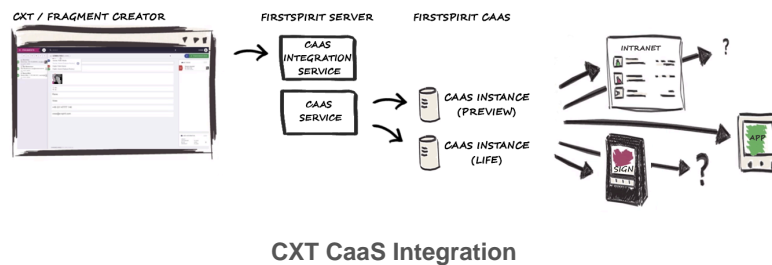 CXT / FRAGMENT CREATOR
FIRSTSPIRIT SERVER
FIRSTSPIRIT CAAS
CAAS
INTEGRATION
SERVICE
CAAS
SERVICE
CAAS INSTANCE
(PREVIEW)
CAAS INSTANCE
(LIFE)
INTRANET
?
SIGN
?
APP
CXT CaaS Integration